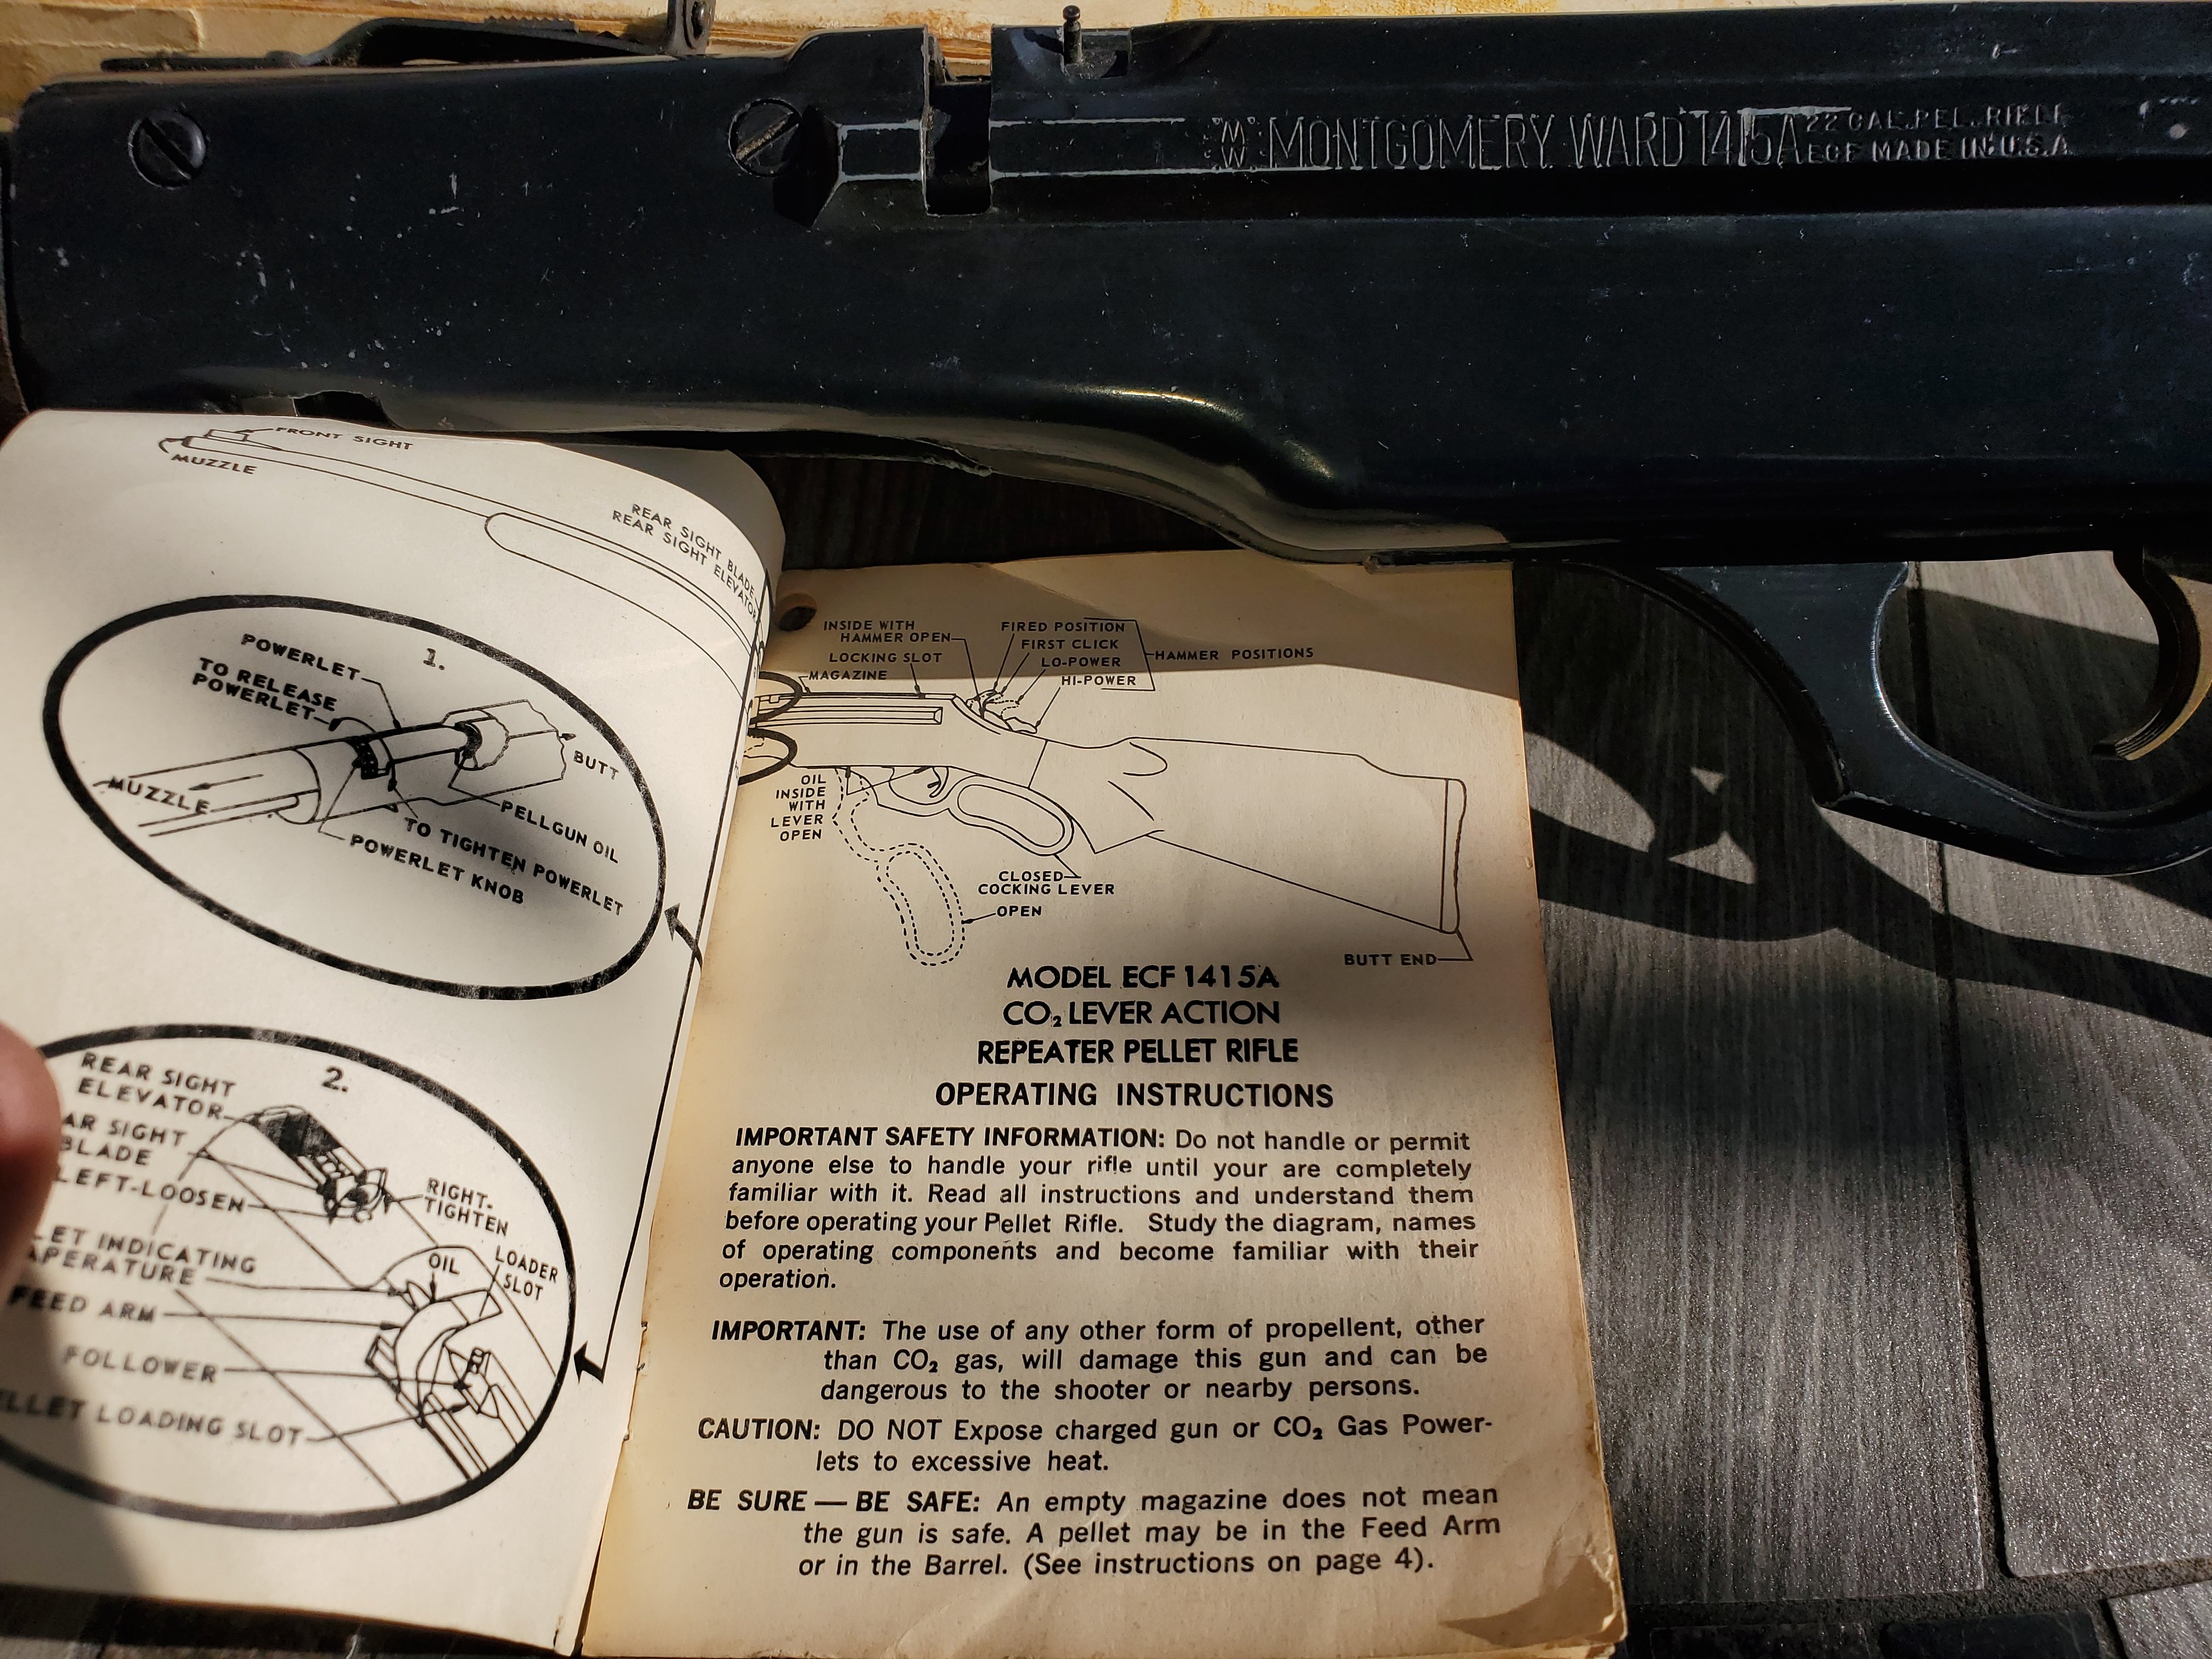 MW MONTGOMERY WARD 1415A 22 CAL. PEL. RIFLE
ECF MADE IN U.S.A
FRONT SIGHT
MUZZLE
REAR SIGHT BLADE
REAR SIGHT ELEVATOR
1.
POWERLET
TO RELEASE
POWERLET
BUTT
MUZZLE
PELLGUN OIL
TO TIGHTEN POWERLET
POWERLET KNOB
2.
REAR SIGHT
ELEVATOR
AR SIGHT
BLADE
LEFT-LOOSEN
RIGHT-
TIGHTEN
LET INDICATING
APERATURE
OIL
LOADER
SLOT
FEED ARM
FOLLOWER
ELLET LOADING SLOT
INSIDE WITH
HAMMER OPEN
LOCKING SLOT
MAGAZINE
FIRED POSITION
FIRST CLICK
LO-POWER
HI-POWER
HAMMER POSITIONS
OIL
INSIDE
WITH
LEVER
OPEN
CLOSED
COCKING LEVER
OPEN
BUTT END
MODEL ECF 1415A
CO₂ LEVER ACTION
REPEATER PELLET RIFLE
OPERATING INSTRUCTIONS
IMPORTANT SAFETY INFORMATION: Do not handle or permit
anyone else to handle your rifle until your are completely
familiar with it. Read all instructions and understand them
before operating your Pellet Rifle. Study the diagram, names
of operating components and become familiar with their
operation.
IMPORTANT: The use of any other form of propellent, other
than CO₂ gas, will damage this gun and can be
dangerous to the shooter or nearby persons.
CAUTION: DO NOT Expose charged gun or CO₂ Gas Power-
lets to excessive heat.
BE SURE — BE SAFE: An empty magazine does not mean
the gun is safe. A pellet may be in the Feed Arm
or in the Barrel. (See instructions on page 4).